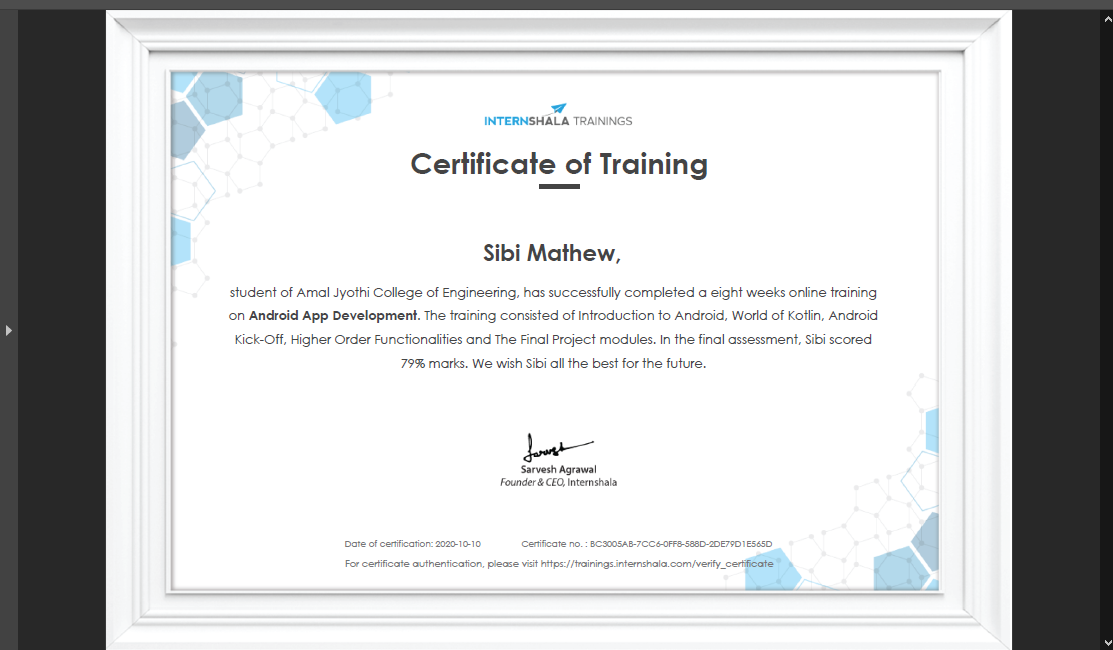 INTERNSHALA TRAININGS
Certificate of Training
Sibi Mathew,
student of Amal Jyothi College of Engineering, has successfully completed a eight weeks online training
on Android App Development. The training consisted of Introduction to Android, World of Kotlin, Android
Kick-Off, Higher Order Functionalities and The Final Project modules. In the final assessment, Sibi scored
79% marks. We wish Sibi all the best for the future.
Sarvesh
Sarvesh Agrawal
Founder & CEO, Internshala
Date of certification: 2020-10-10 Certificate no. : BC3005AB-7CC6-0FF8-588D-2DE79D1E565D
For certificate authentication, please visit https://trainings.internshala.com/verify_certificate